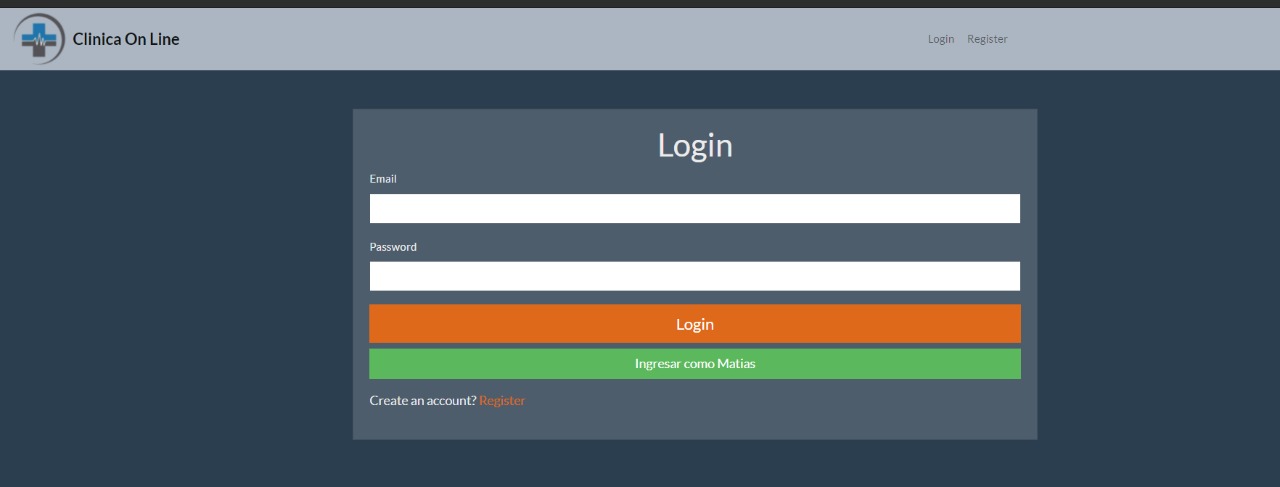 Clinica On Line
Login Register
Login
Email
Password
Login
Ingresar como Matias
Create an account? Register